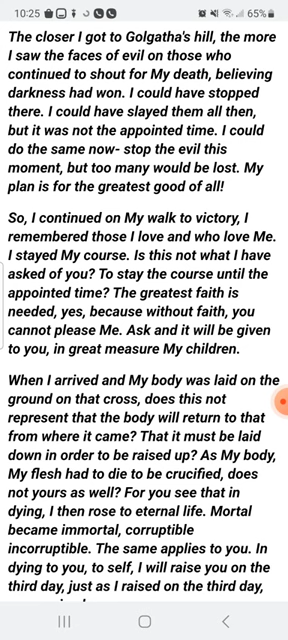 10:25
65%
The closer I got to Golgatha's hill, the more
I saw the faces of evil on those who
continued to shout for My death, believing
darkness had won. I could have stopped
there. I could have slayed them all then,
but it was not the appointed time. I could
do the same now- stop the evil this
moment, but too many would be lost. My
plan is for the greatest good of all!
So, I continued on My walk to victory, I
remembered those I love and who love Me.
I stayed My course. Is this not what I have
asked of you? To stay the course until the
appointed time? The greatest faith is
needed, yes, because without faith, you
cannot please Me. Ask and it will be given
to you, in great measure My children.
When I arrived and My body was laid on the
ground on that cross, does this not
represent that the body will return to that
from where it came? That it must be laid
down in order to be raised up? As My body,
My flesh had to die to be crucified, does
not yours as well? For you see that in
dying, I then rose to eternal life. Mortal
became immortal, corruptible
incorruptible. The same applies to you. In
dying to you, to self, I will raise you on the
third day, just as I raised on the third day,